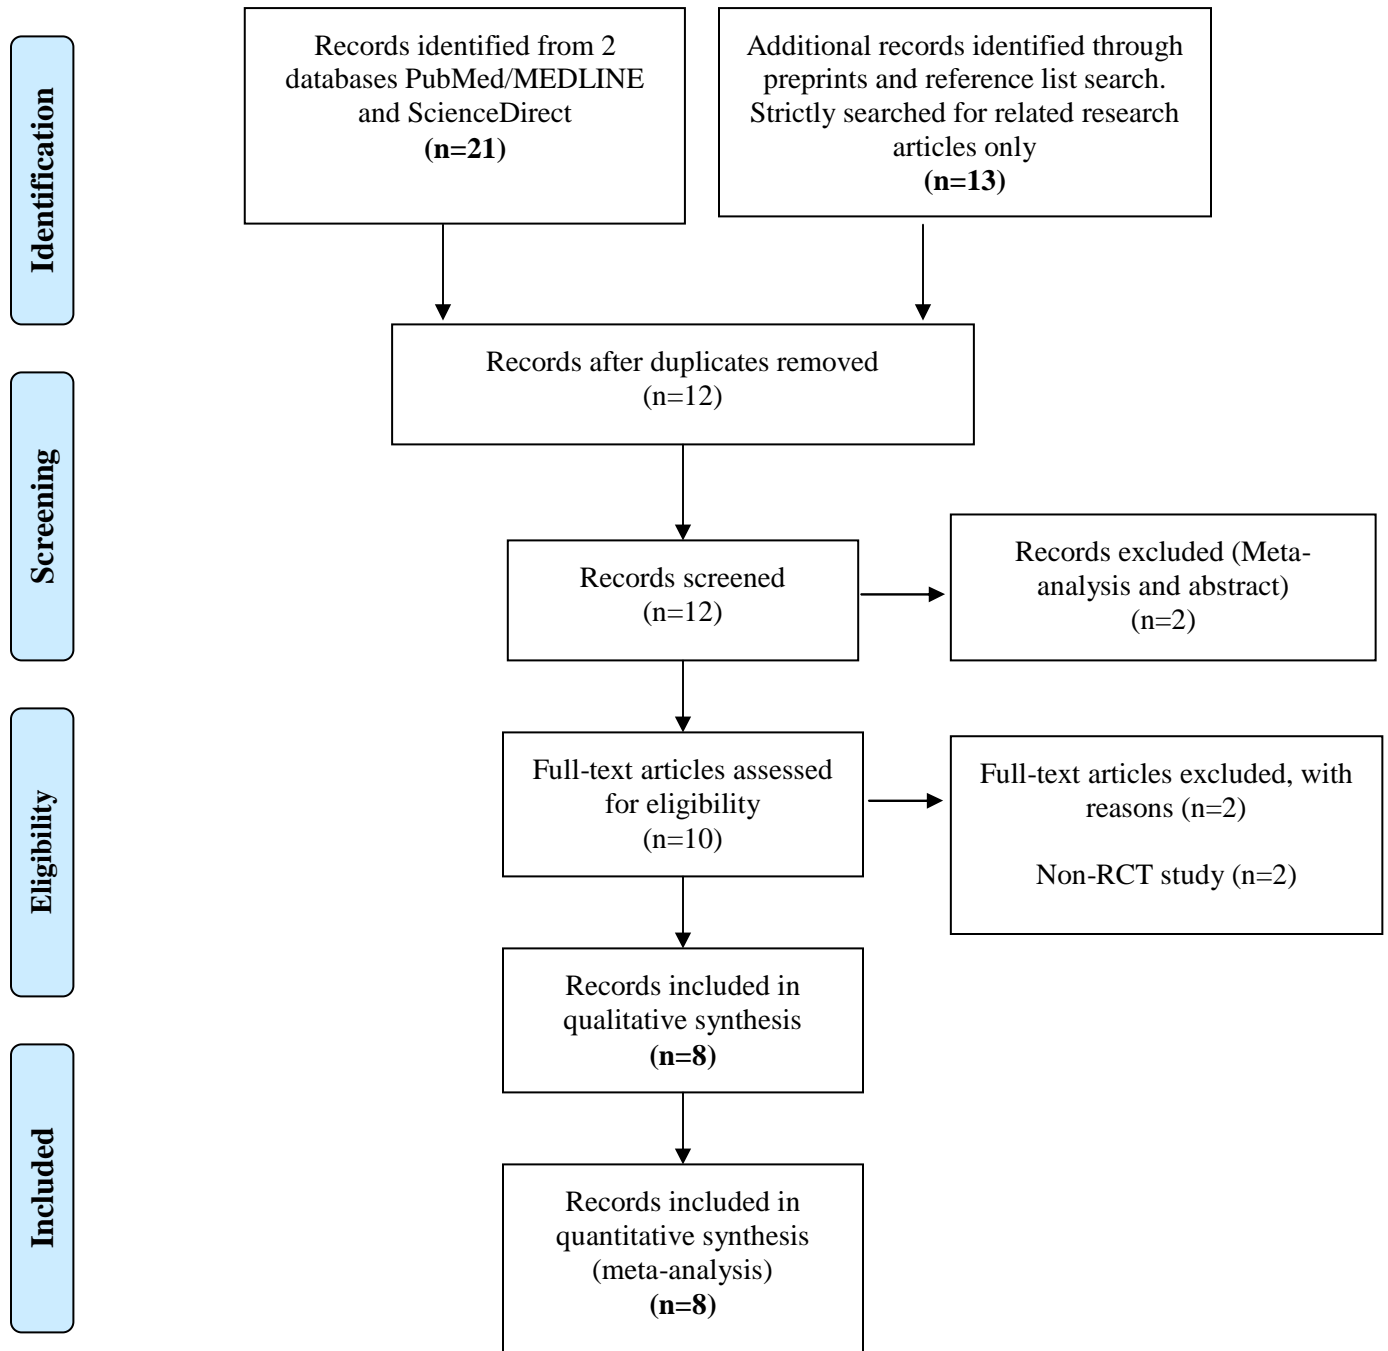 Identification
Records identified from 2
databases PubMed/MEDLINE
and ScienceDirect
(n=21)
Additional records identified through
preprints and reference list search.
Strictly searched for related research
articles only
(n=13)
Records after duplicates removed
(n=12)
Screening
Records screened
(n=12)
Records excluded (Meta-
analysis and abstract)
(n=2)
Eligibility
Full-text articles assessed
for eligibility
(n=10)
Full-text articles excluded, with
reasons (n=2)
Non-RCT study (n=2)
Records included in
qualitative synthesis
(n=8)
Included
Records included in
quantitative synthesis
(meta-analysis)
(n=8)